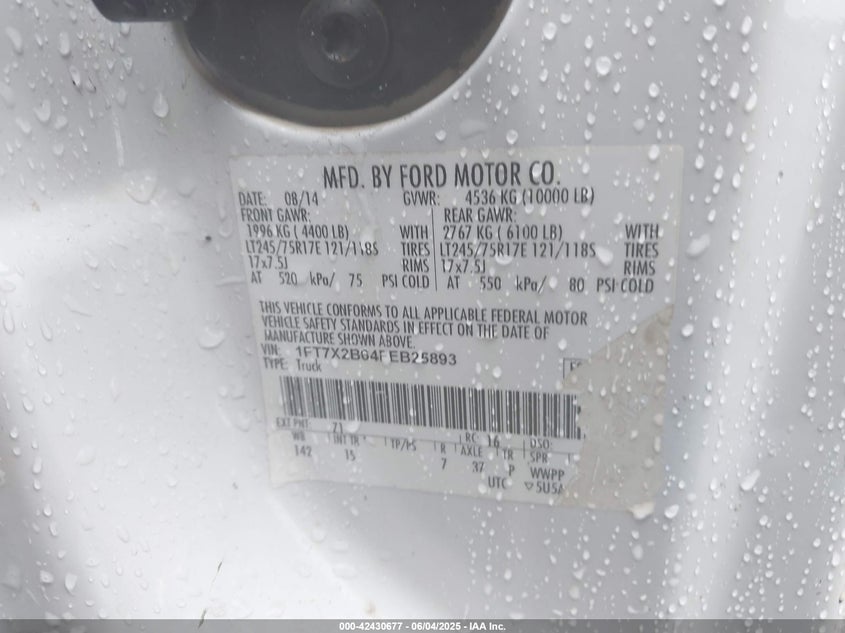 MFD. BY FORD MOTOR CO.
DATE: 08/14 GVWR: 4536 KG (10000 LB)
FRONT GAWR: REAR GAWR:
1996 KG ( 4400 LB) WITH 2767 KG ( 6100 LB) WITH
LT245/75R17E 121/118S TIRES LT245/75R17E 121/118S TIRES
17x7.5J RIMS 17x7.5J RIMS
AT 520 kPa/ 75 PSI COLD AT 550 kPa/ 80 PSI COLD
THIS VEHICLE CONFORMS TO ALL APPLICABLE FEDERAL MOTOR
VEHICLE SAFETY STANDARDS IN EFFECT ON THE DATE OF
MANUFACTURE SHOWN ABOVE.
VIN: 1FT7X2B64FEB25893
TYPE: Truck
EXT PNT: Z1 RC: 16 DSO:
WB INT TR TP/PS R AXLE TR SPR
142 15 7 37 P WWPP
UTC ▽ SU5A
000-42430677 - 06/04/2025 - IAA Inc.